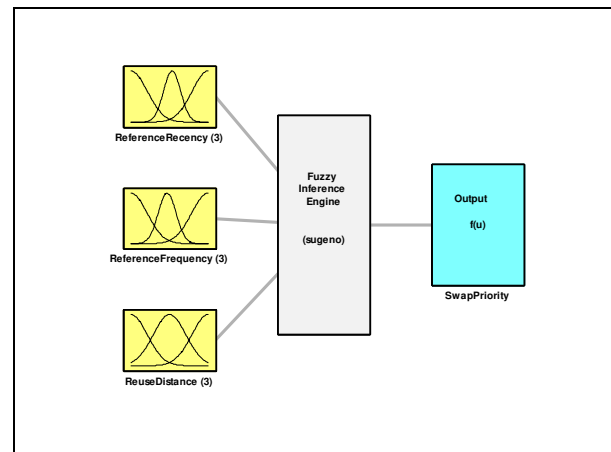 ReferenceRecency (3)
ReferenceFrequency (3)
ReuseDistance (3)
Fuzzy
Inference
Engine
(sugeno)
Output
f(u)
SwapPriority